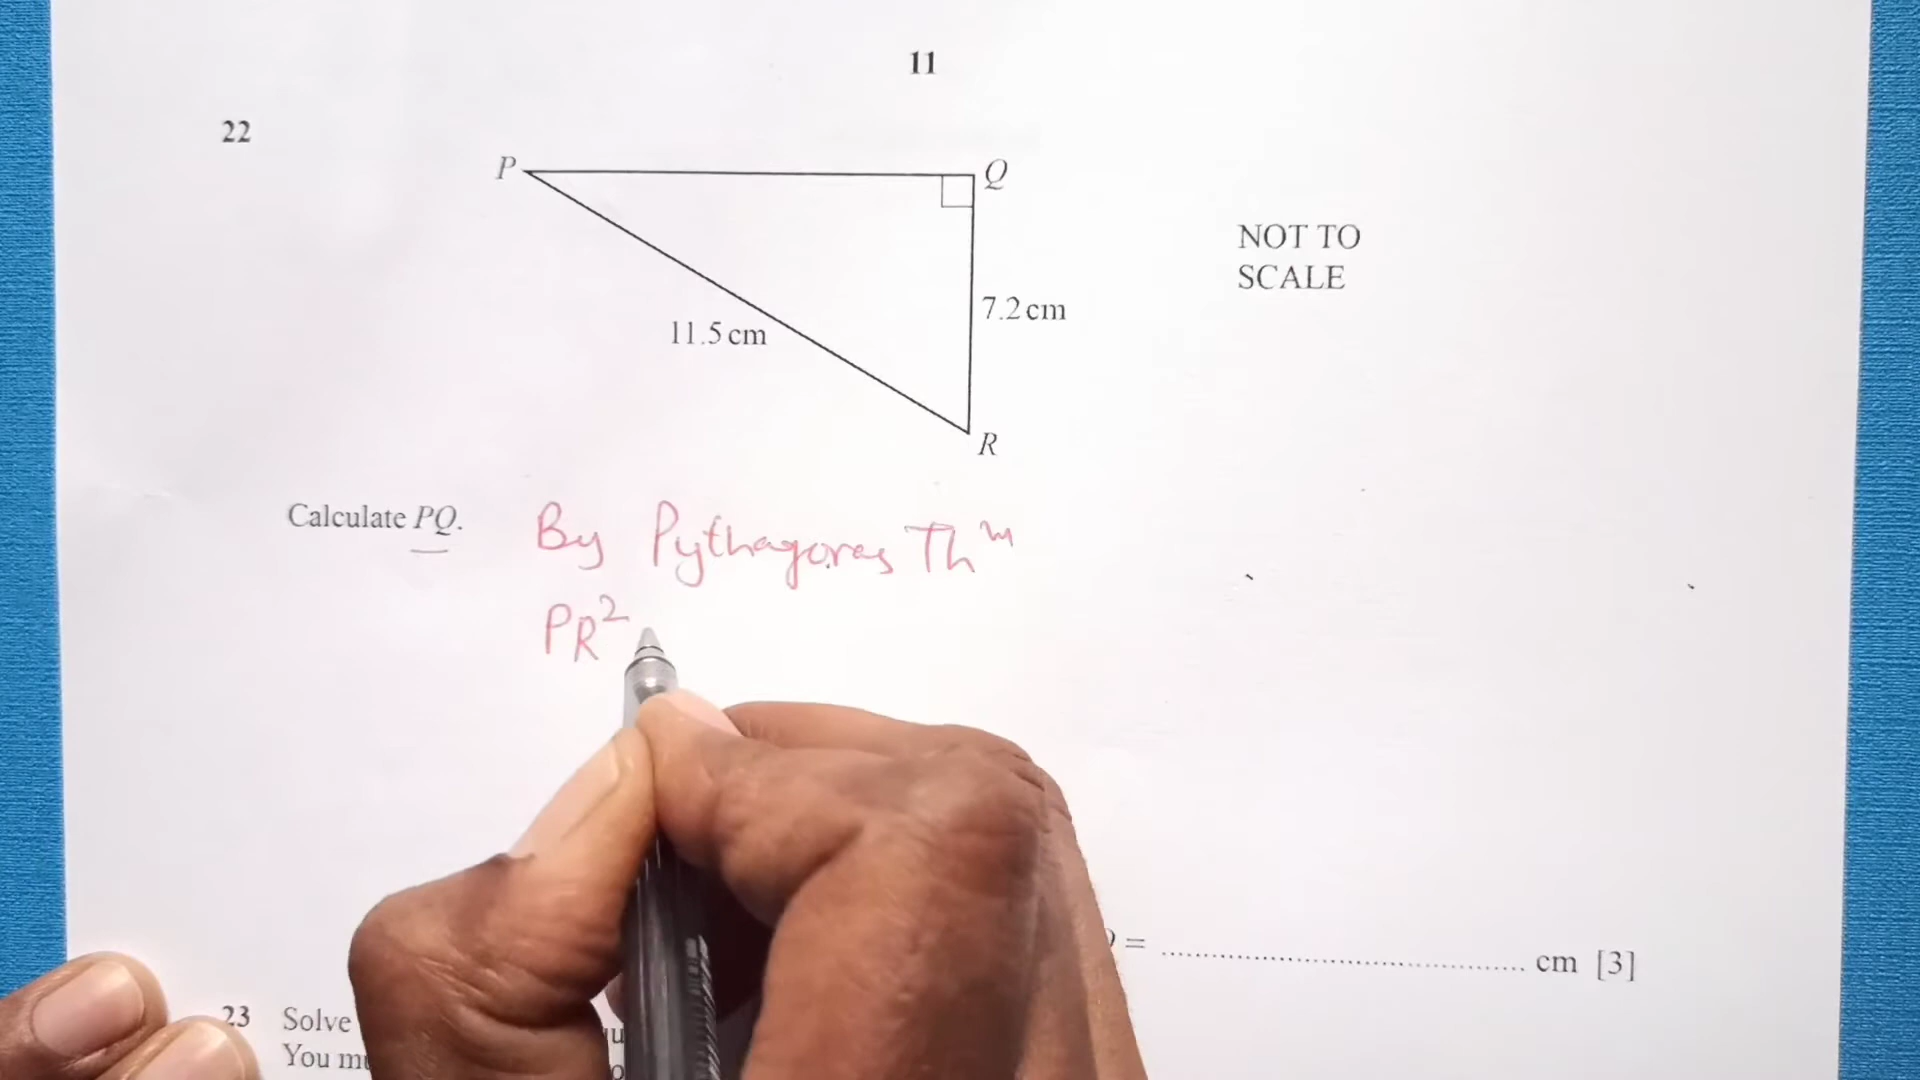 11
22
P
Q
NOT TO
SCALE
7.2 cm
11.5 cm
R
Calculate PQ.
By Pythagoras Thm
PR²
= .................................... cm [3]
23 Solve
You